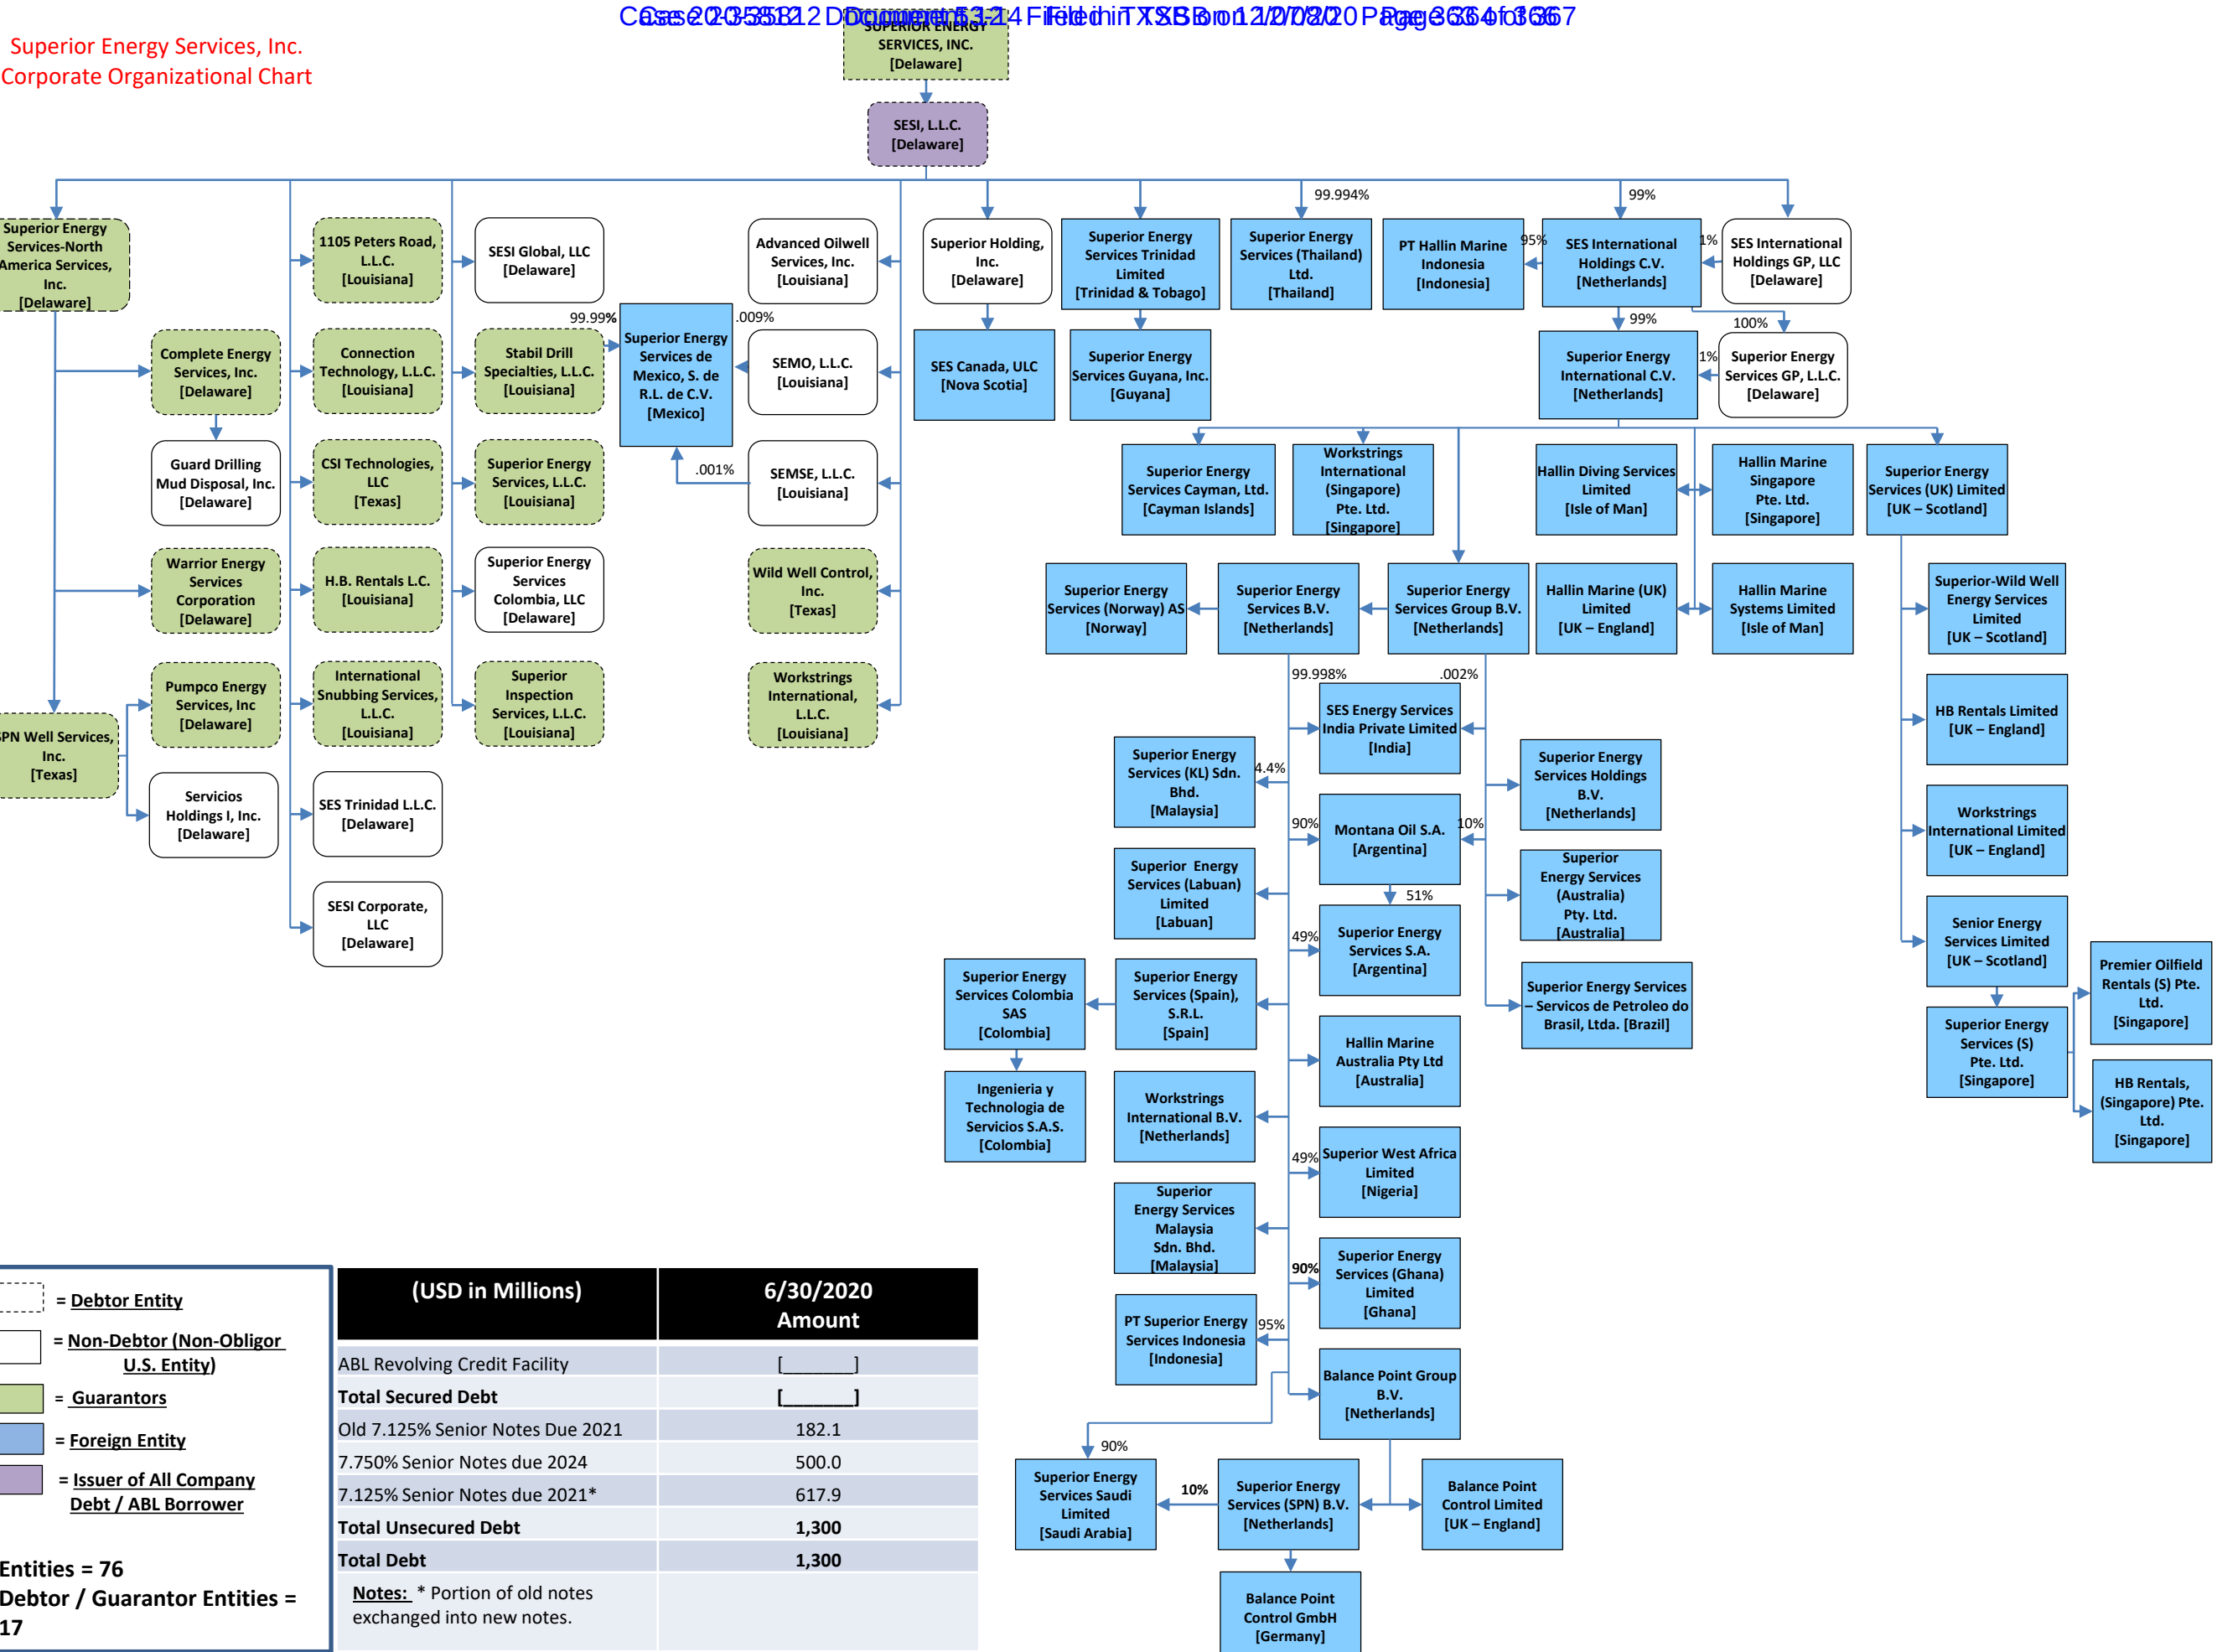 Superior Energy Services, Inc.
Corporate Organizational Chart
SUPERIOR ENERGY
SERVICES, INC.
[Delaware]
SESI, L.L.C.
[Delaware]
99.994%
99%
Superior Energy
Services-North
America Services,
Inc.
[Delaware]
1105 Peters Road,
L.L.C.
[Louisiana]
SESI Global, LLC
[Delaware]
Advanced Oilwell
Services, Inc.
[Louisiana]
Superior Holding,
Inc.
[Delaware]
Superior Energy
Services Trinidad
Limited
[Trinidad & Tobago]
Superior Energy
Services (Thailand)
Ltd.
[Thailand]
PT Hallin Marine
Indonesia
[Indonesia]
95%
SES International
Holdings C.V.
[Netherlands]
1%
SES International
Holdings GP, LLC
[Delaware]
99.99%
.009%
99%
100%
Complete Energy
Services, Inc.
[Delaware]
Connection
Technology, L.L.C.
[Louisiana]
Stabil Drill
Specialties, L.L.C.
[Louisiana]
Superior Energy
Services de
Mexico, S. de
R.L. de C.V.
[Mexico]
SEMO, L.L.C.
[Louisiana]
SES Canada, ULC
[Nova Scotia]
Superior Energy
Services Guyana, Inc.
[Guyana]
Superior Energy
International C.V.
[Netherlands]
1%
Superior Energy
Services GP, L.L.C.
[Delaware]
Guard Drilling
Mud Disposal, Inc.
[Delaware]
CSI Technologies,
LLC
[Texas]
Superior Energy
Services, L.L.C.
[Louisiana]
.001%
SEMSE, L.L.C.
[Louisiana]
Superior Energy
Services Cayman, Ltd.
[Cayman Islands]
Workstrings
International
(Singapore)
Pte. Ltd.
[Singapore]
Hallin Diving Services
Limited
[Isle of Man]
Hallin Marine
Singapore
Pte. Ltd.
[Singapore]
Superior Energy
Services (UK) Limited
[UK – Scotland]
Warrior Energy
Services
Corporation
[Delaware]
H.B. Rentals L.C.
[Louisiana]
Superior Energy
Services
Colombia, LLC
[Delaware]
Wild Well Control,
Inc.
[Texas]
Superior Energy
Services (Norway) AS
[Norway]
Superior Energy
Services B.V.
[Netherlands]
Superior Energy
Services Group B.V.
[Netherlands]
Hallin Marine (UK)
Limited
[UK – England]
Hallin Marine
Systems Limited
[Isle of Man]
Superior-Wild Well
Energy Services
Limited
[UK – Scotland]
Well Services,
Inc.
[Texas]
Pumpco Energy
Services, Inc
[Delaware]
International
Snubbing Services,
L.L.C.
[Louisiana]
Superior
Inspection
Services, L.L.C.
[Louisiana]
Workstrings
International,
L.L.C.
[Louisiana]
99.998%
.002%
SES Energy Services
India Private Limited
[India]
HB Rentals Limited
[UK – England]
Servicios
Holdings I, Inc.
[Delaware]
SES Trinidad L.L.C.
[Delaware]
Superior Energy
Services (KL) Sdn.
Bhd.
[Malaysia]
4.4%
Superior Energy
Services Holdings
B.V.
[Netherlands]
90%
Montana Oil S.A.
[Argentina]
10%
Workstrings
International Limited
[UK – England]
SESI Corporate,
LLC
[Delaware]
Superior Energy
Services (Labuan)
Limited
[Labuan]
51%
Superior
Energy Services
(Australia)
Pty. Ltd.
[Australia]
49%
Superior Energy
Services S.A.
[Argentina]
Senior Energy
Services Limited
[UK – Scotland]
Premier Oilfield
Rentals (S) Pte.
Ltd.
[Singapore]
Superior Energy
Services Colombia
SAS
[Colombia]
Superior Energy
Services (Spain),
S.R.L.
[Spain]
Superior Energy Services
– Servicos de Petroleo do
Brasil, Ltda. [Brazil]
Superior Energy
Services (S)
Pte. Ltd.
[Singapore]
Hallin Marine
Australia Pty Ltd
[Australia]
HB Rentals,
(Singapore) Pte.
Ltd.
[Singapore]
Ingenieria y
Technologia de
Servicios S.A.S.
[Colombia]
Workstrings
International B.V.
[Netherlands]
49%
Superior West Africa
Limited
[Nigeria]
Superior
Energy Services
Malaysia
Sdn. Bhd.
[Malaysia]
90%
Superior Energy
Services (Ghana)
Limited
[Ghana]
PT Superior Energy
Services Indonesia
[Indonesia]
95%
Balance Point Group
B.V.
[Netherlands]
90%
Superior Energy
Services Saudi
Limited
[Saudi Arabia]
10%
Superior Energy
Services (SPN) B.V.
[Netherlands]
Balance Point
Control Limited
[UK – England]
Balance Point
Control GmbH
[Germany]
= Debtor Entity
= Non-Debtor (Non-Obligor
U.S. Entity)
= Guarantors
= Foreign Entity
= Issuer of All Company
Debt / ABL Borrower
Entities = 76
Debtor / Guarantor Entities =
17
(USD in Millions) 6/30/2020
Amount
ABL Revolving Credit Facility [_______]
Total Secured Debt [_______]
Old 7.125% Senior Notes Due 2021 182.1
7.750% Senior Notes due 2024 500.0
7.125% Senior Notes due 2021* 617.9
Total Unsecured Debt 1,300
Total Debt 1,300
Notes: * Portion of old notes
exchanged into new notes.